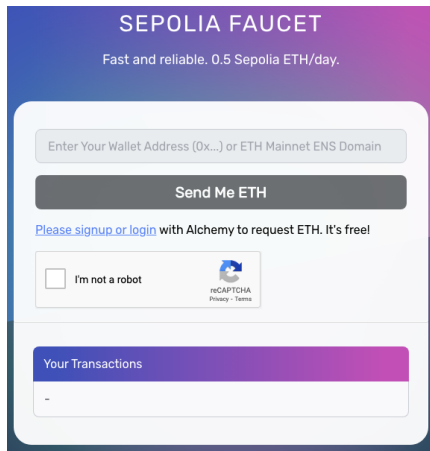 SEPOLIA FAUCET
Fast and reliable. 0.5 Sepolia ETH/day.
Enter Your Wallet Address (0x...) or ETH Mainnet ENS Domain
Send Me ETH
Please signup or login with Alchemy to request ETH. It's free!
I'm not a robot
reCAPTCHA
Privacy - Terms
Your Transactions
-